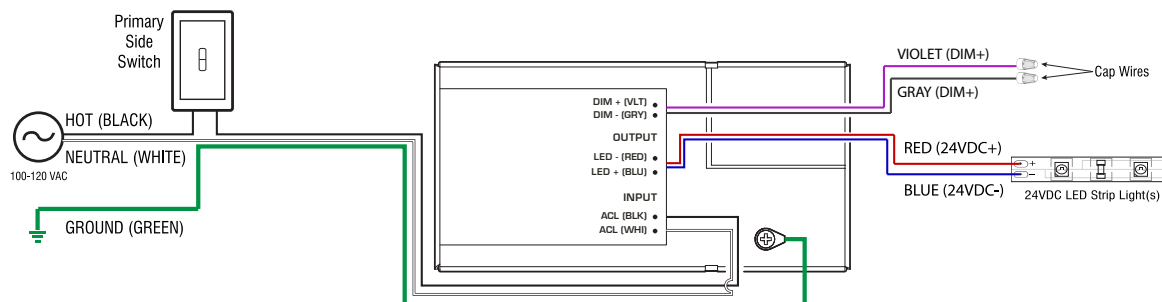 Primary
Side
Switch
HOT (BLACK)
NEUTRAL (WHITE)
100-120 VAC
GROUND (GREEN)
DIM + (VLT)
DIM - (GRY)
OUTPUT
LED - (RED)
LED + (BLU)
INPUT
ACL (BLK)
ACL (WHI)
VIOLET (DIM+)
GRAY (DIM+)
Cap Wires
RED (24VDC+)
BLUE (24VDC-)
+
–
24VDC LED Strip Light(s)